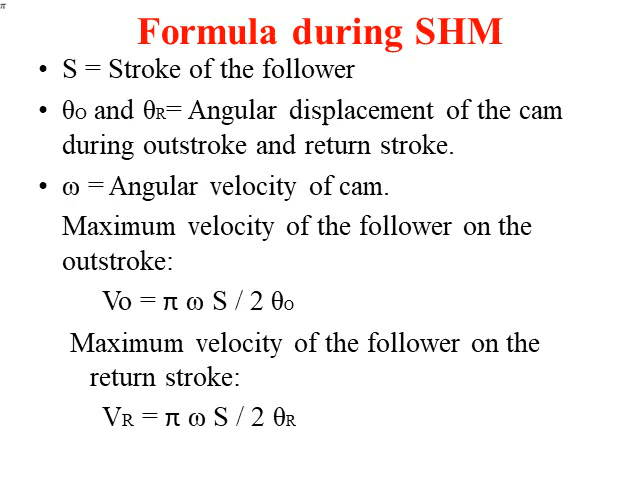 π
Formula during SHM
• S = Stroke of the follower
• θO and θR= Angular displacement of the cam
during outstroke and return stroke.
• ω = Angular velocity of cam.
Maximum velocity of the follower on the
outstroke:
Vo = π ω S / 2 θO
Maximum velocity of the follower on the
return stroke:
VR = π ω S / 2 θR